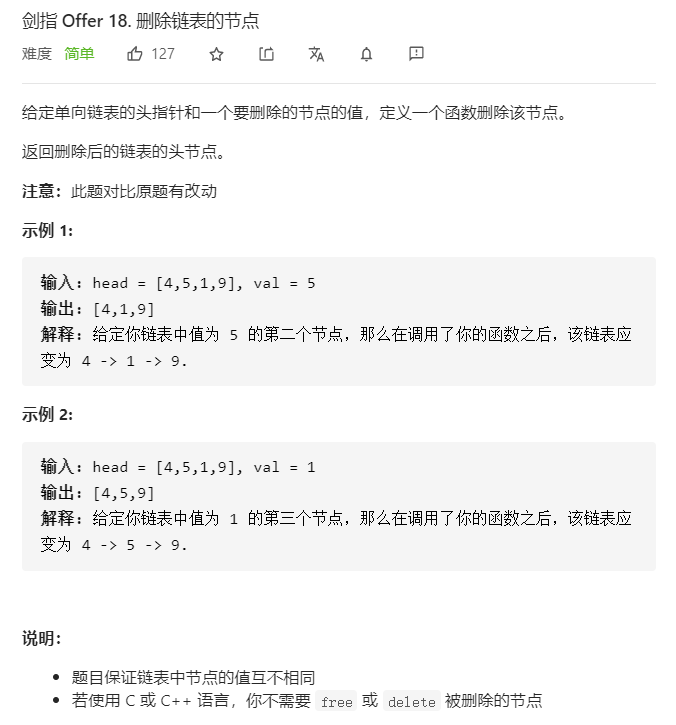 剑指 Offer 18. 删除链表的节点
难度 简单 127
给定单向链表的头指针和一个要删除的节点的值，定义一个函数删除该节点。
返回删除后的链表的头节点。
注意：此题对比原题有改动
示例 1:
输入: head = [4,5,1,9], val = 5
输出: [4,1,9]
解释: 给定你链表中值为 5 的第二个节点，那么在调用了你的函数之后，该链表应
变为 4 -> 1 -> 9.
示例 2:
输入: head = [4,5,1,9], val = 1
输出: [4,5,9]
解释: 给定你链表中值为 1 的第三个节点，那么在调用了你的函数之后，该链表应
变为 4 -> 5 -> 9.
说明：
• 题目保证链表中节点的值互不相同
• 若使用 C 或 C++ 语言，你不需要 free 或 delete 被删除的节点